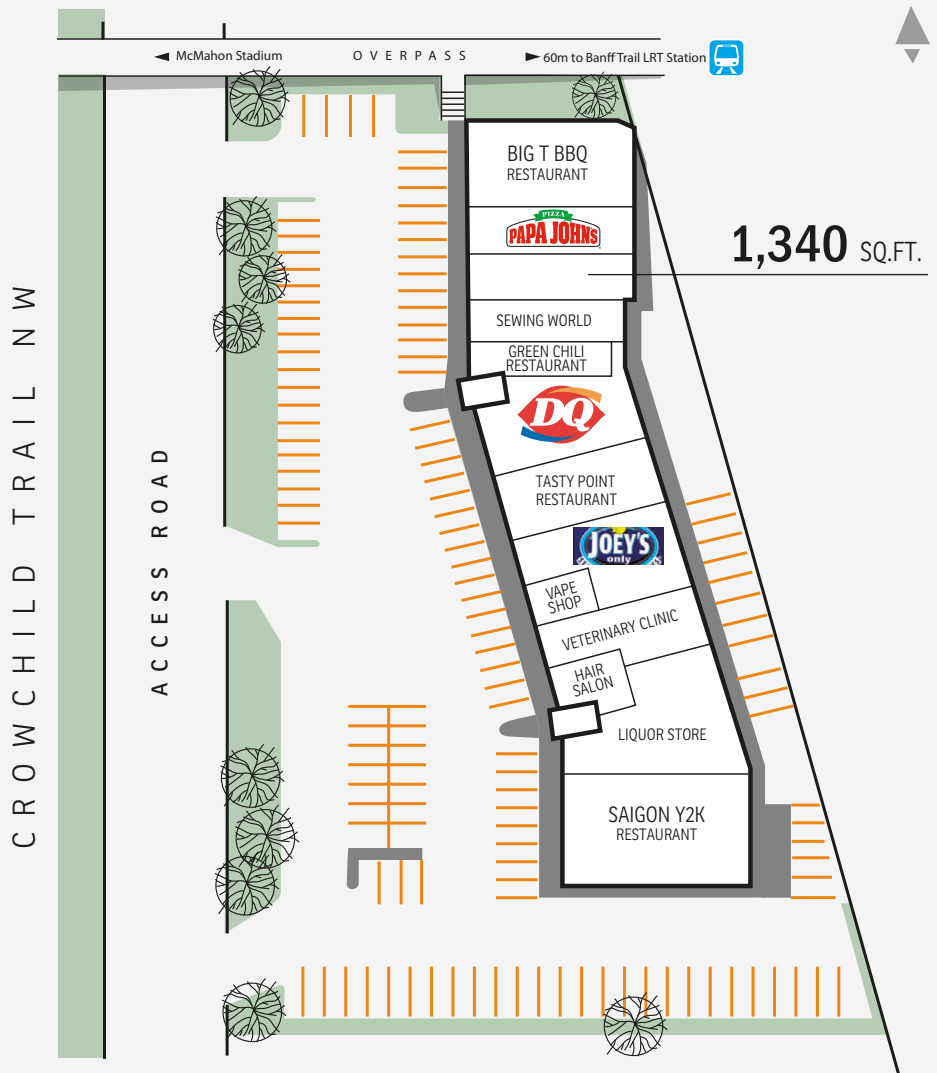 McMahon Stadium
OVERPASS
60m to Banff Trail LRT Station
BIG T BBQ
RESTAURANT
PIZZA
PAPA JOHNS
1,340 SQ.FT.
SEWING WORLD
GREEN CHILI
RESTAURANT
DQ
TASTY POINT
RESTAURANT
JOEY'S
only
VAPE
SHOP
VETERINARY CLINIC
HAIR
SALON
LIQUOR STORE
SAIGON Y2K
RESTAURANT
CROWCHILD TRAIL NW
ACCESS ROAD